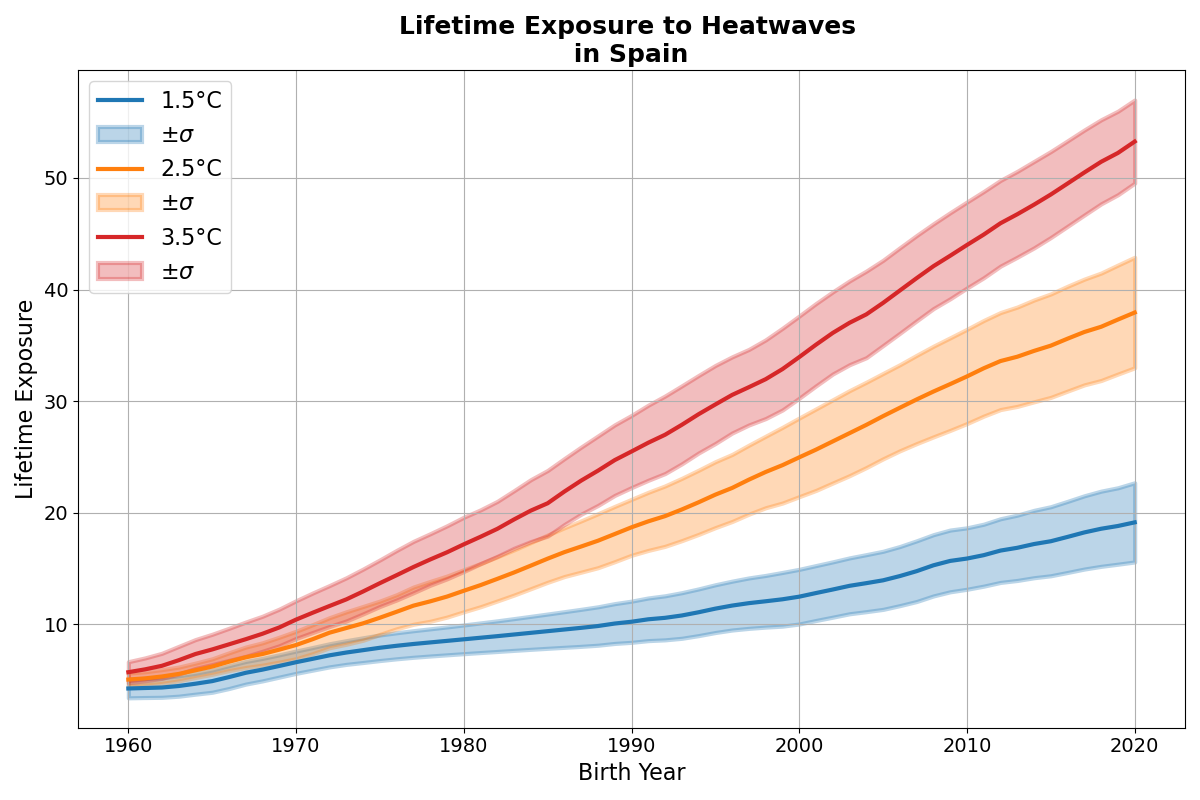 Lifetime Exposure to Heatwaves
in Spain
1.5°C
±σ
2.5°C
±σ
3.5°C
±σ
Lifetime Exposure
50
40
30
20
10
1960 1970 1980 1990 2000 2010 2020
Birth Year